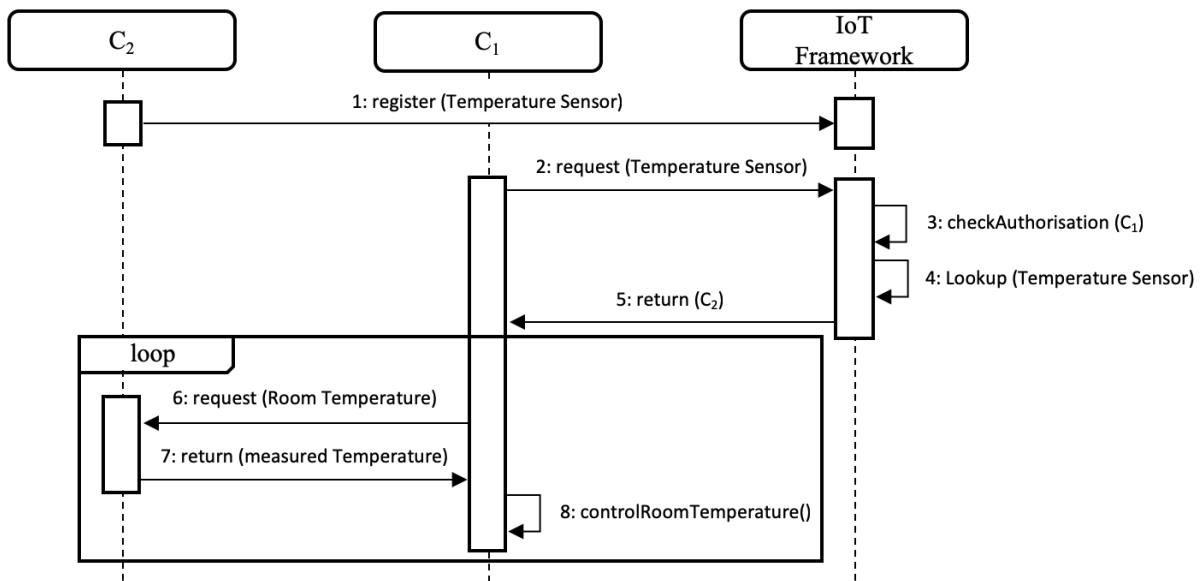 C₂
C₁
IoT
Framework
1: register (Temperature Sensor)
2: request (Temperature Sensor)
3: checkAuthorisation (C₁)
4: Lookup (Temperature Sensor)
5: return (C₂)
loop
6: request (Room Temperature)
7: return (measured Temperature)
8: controlRoomTemperature()